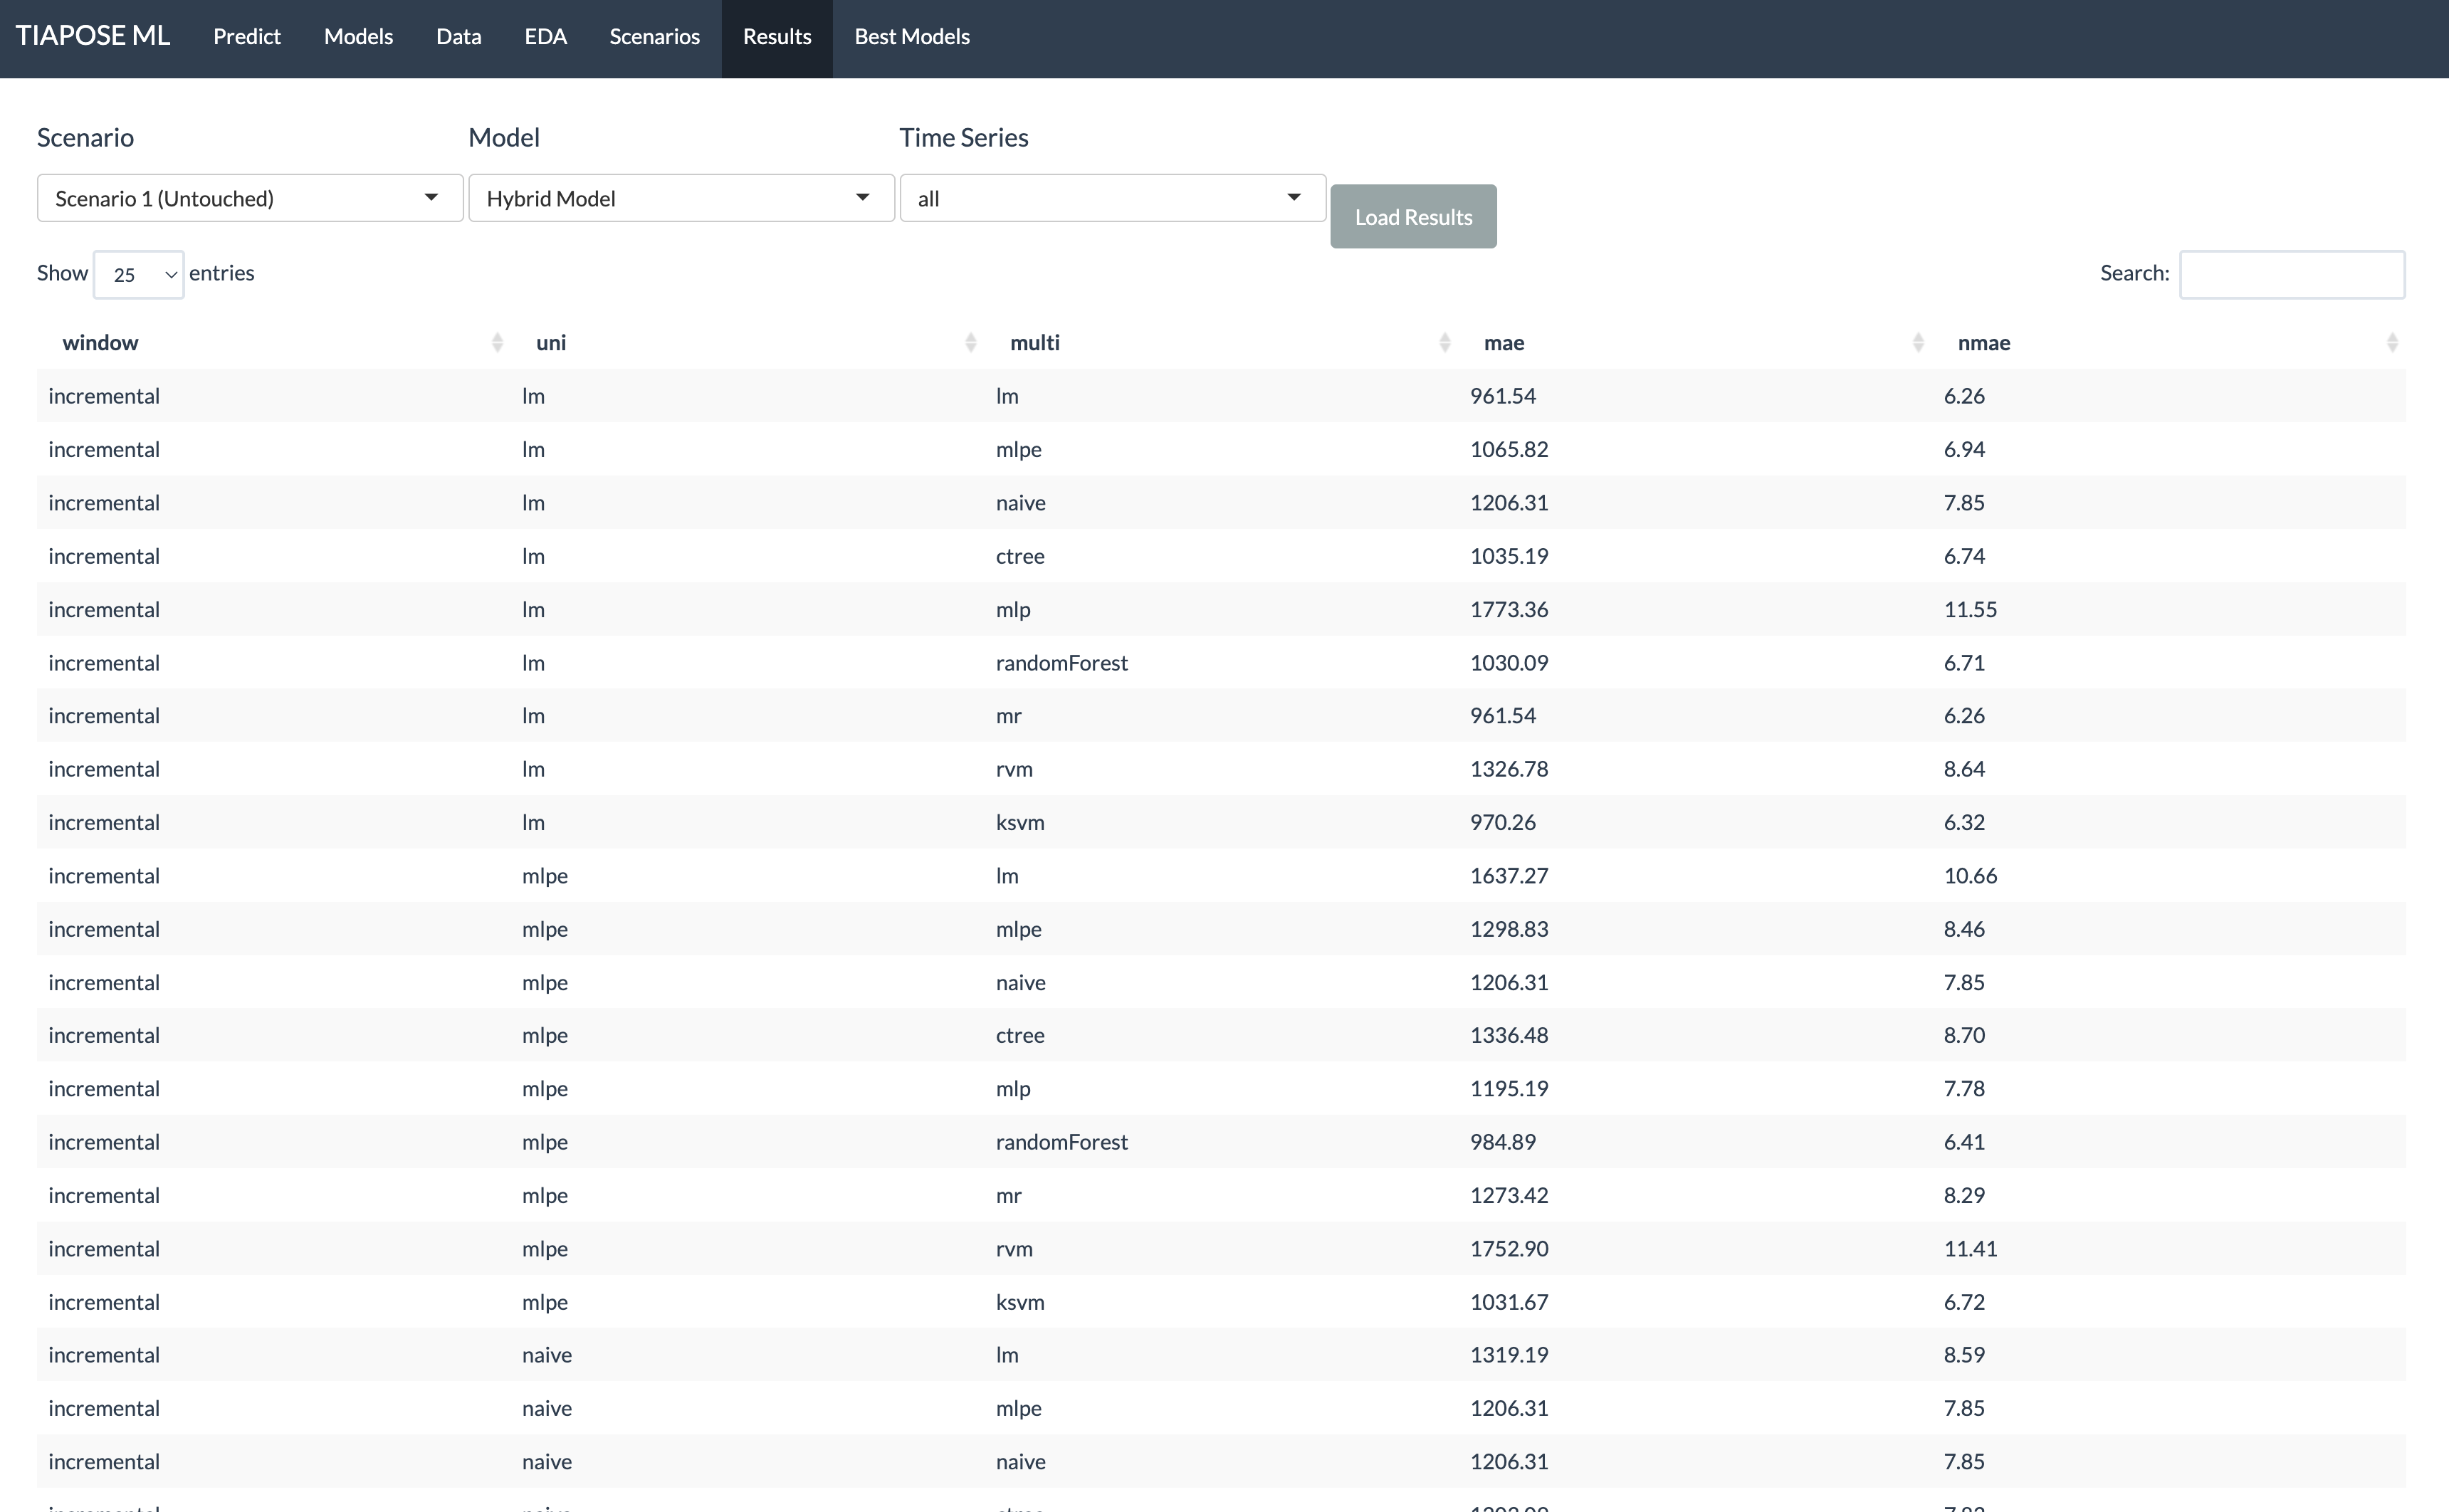 TIAPOSE ML Predict Models Data EDA Scenarios Results Best Models
Scenario Model Time Series
Scenario 1 (Untouched) Hybrid Model all Load Results
Show 25 entries Search:
window uni multi mae nmae
incremental lm lm 961.54 6.26
incremental lm mlpe 1065.82 6.94
incremental lm naive 1206.31 7.85
incremental lm ctree 1035.19 6.74
incremental lm mlp 1773.36 11.55
incremental lm randomForest 1030.09 6.71
incremental lm mr 961.54 6.26
incremental lm rvm 1326.78 8.64
incremental lm ksvm 970.26 6.32
incremental mlpe lm 1637.27 10.66
incremental mlpe mlpe 1298.83 8.46
incremental mlpe naive 1206.31 7.85
incremental mlpe ctree 1336.48 8.70
incremental mlpe mlp 1195.19 7.78
incremental mlpe randomForest 984.89 6.41
incremental mlpe mr 1273.42 8.29
incremental mlpe rvm 1752.90 11.41
incremental mlpe ksvm 1031.67 6.72
incremental naive lm 1319.19 8.59
incremental naive mlpe 1206.31 7.85
incremental naive naive 1206.31 7.85